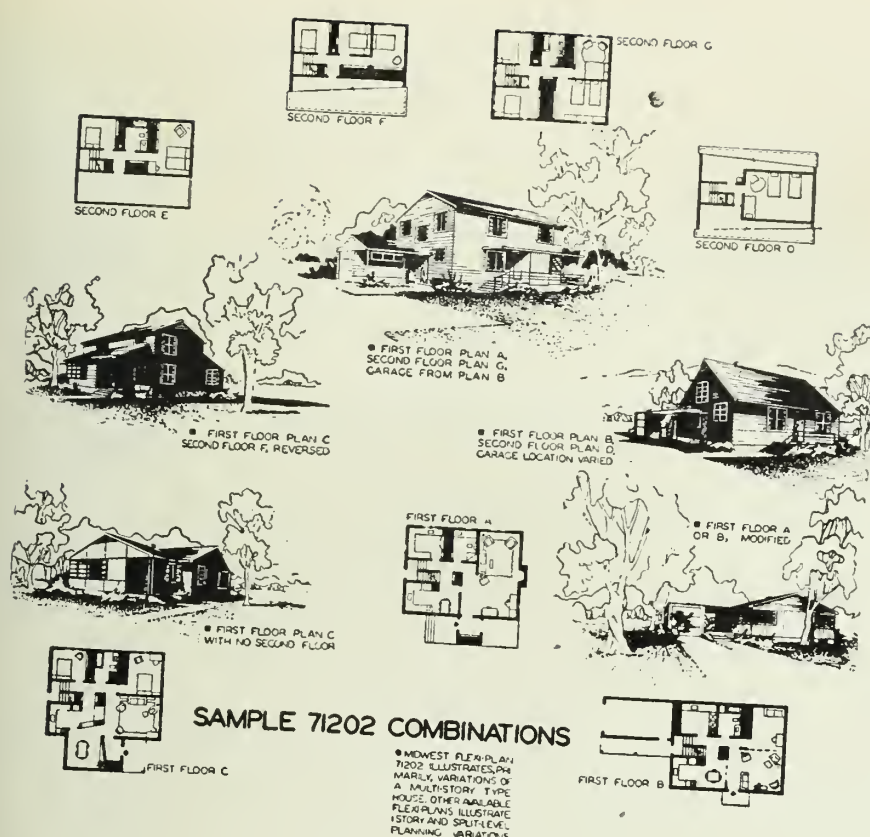 SECOND FLOOR G
SECOND FLOOR F
SECOND FLOOR E
SECOND FLOOR D
• FIRST FLOOR PLAN A,
SECOND FLOOR PLAN G,
GARAGE FROM PLAN B
• FIRST FLOOR PLAN C
SECOND FLOOR F, REVERSED
• FIRST FLOOR PLAN B,
SECOND FLOOR PLAN D,
GARAGE LOCATION VARIED
FIRST FLOOR A
• FIRST FLOOR A
OR B, MODIFIED
• FIRST FLOOR PLAN C
WITH NO SECOND FLOOR
SAMPLE 71202 COMBINATIONS
FIRST FLOOR C
FIRST FLOOR B
• MIDWEST FLEXI-PLAN
71202 ILLUSTRATES, PRI
MARILY, VARIATIONS OF
A MULTI-STORY TYPE
HOUSE. OTHER AVAILABLE
FLEXI-PLANS ILLUSTRATE
1 STORY AND SPLIT-LEVEL
PLANNING VARIATIONS